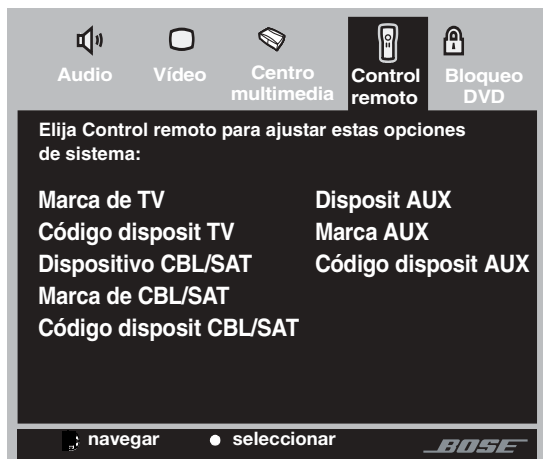 Audio
Vídeo
Centro
multimedia
Control
remoto
Bloqueo
DVD
Elija Control remoto para ajustar estas opciones
de sistema:
Marca de TV
Código disposit TV
Dispositivo CBL/SAT
Marca de CBL/SAT
Código disposit CBL/SAT
Disposit AUX
Marca AUX
Código disposit AUX
navegar
seleccionar
BOSE